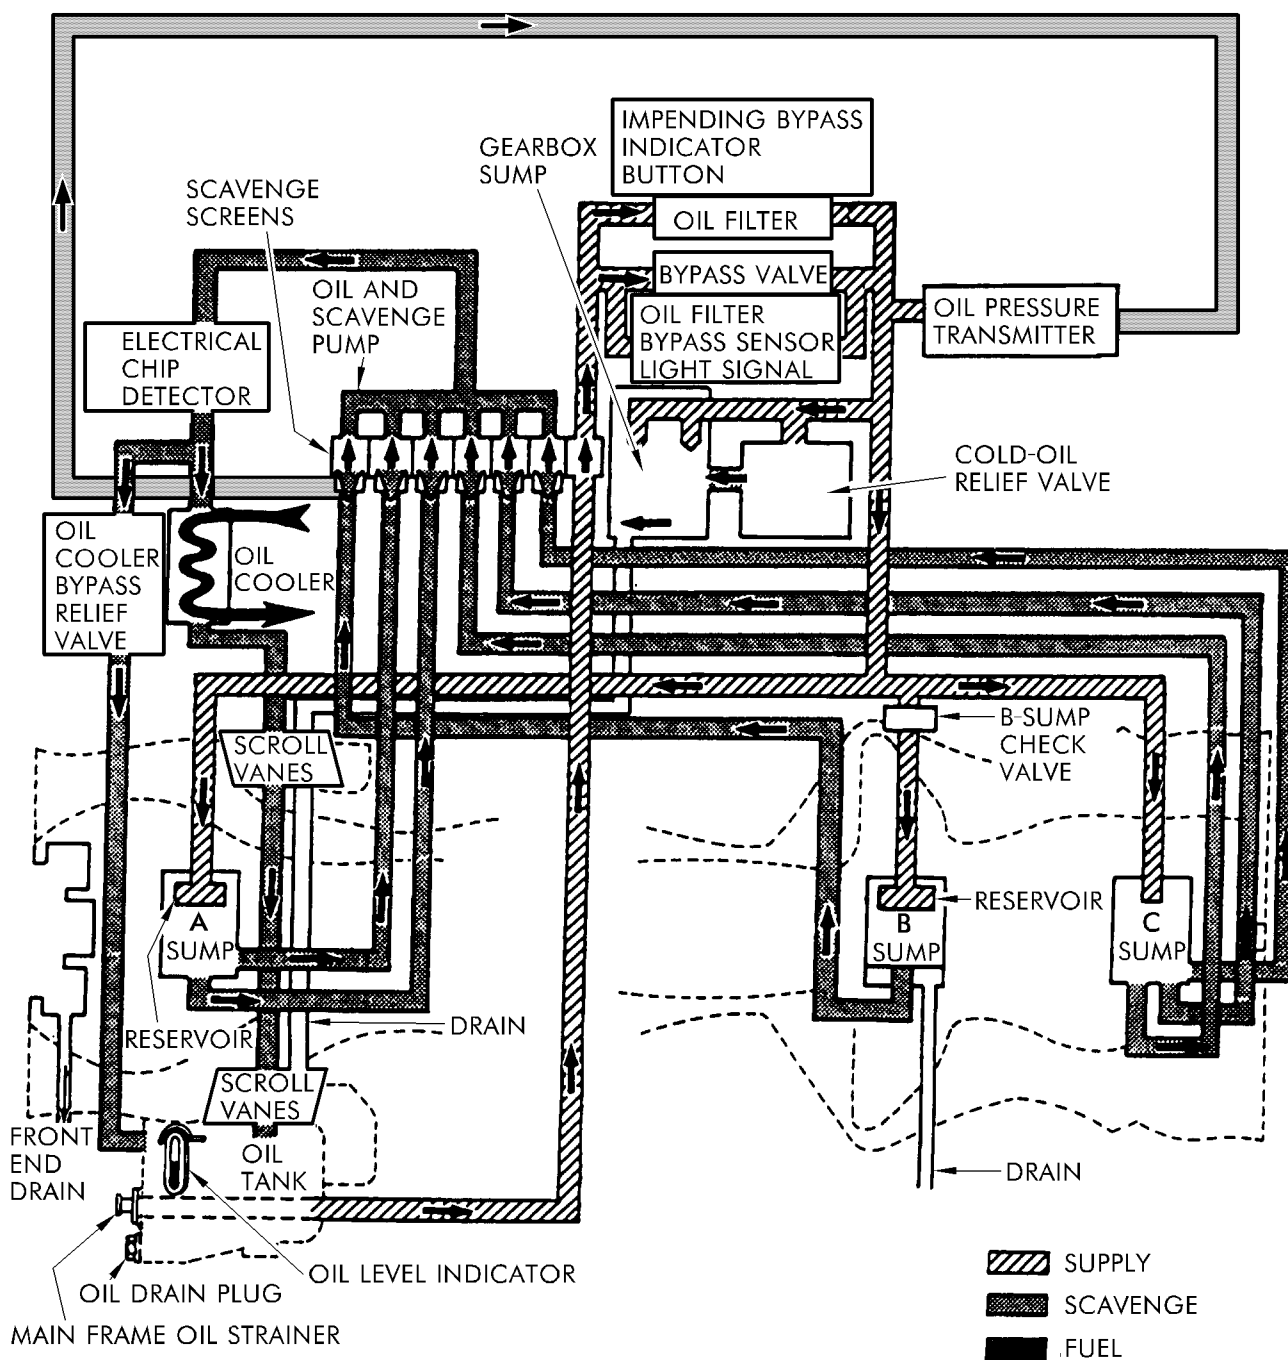 IMPENDING BYPASS
INDICATOR
BUTTON
GEARBOX
SUMP
SCAVENGE
SCREENS
OIL FILTER
BYPASS VALVE
OIL AND
SCAVENGE
PUMP
OIL FILTER
BYPASS SENSOR
LIGHT SIGNAL
OIL PRESSURE
TRANSMITTER
ELECTRICAL
CHIP
DETECTOR
COLD-OIL
RELIEF VALVE
OIL
COOLER
BYPASS
RELIEF
VALVE
OIL
COOLER
B-SUMP
CHECK
VALVE
SCROLL
VANES
A
SUMP
B
SUMP
RESERVOIR
C
SUMP
RESERVOIR
DRAIN
SCROLL
VANES
FRONT
END
DRAIN
OIL
TANK
DRAIN
OIL LEVEL INDICATOR
OIL DRAIN PLUG
MAIN FRAME OIL STRAINER
SUPPLY
SCAVENGE
FUEL